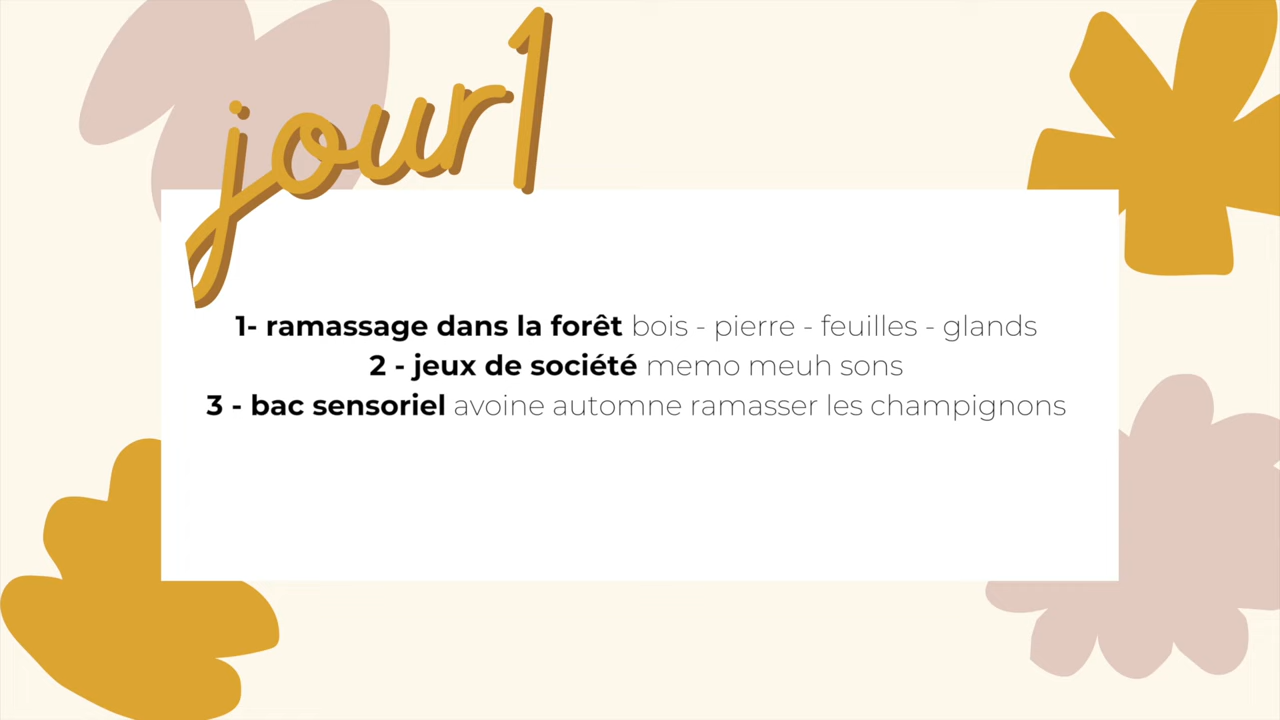 jour1
1- ramassage dans la forêt bois - pierre - feuilles - glands
2 - jeux de société memo meuh sons
3 - bac sensoriel avoine automne ramasser les champignons